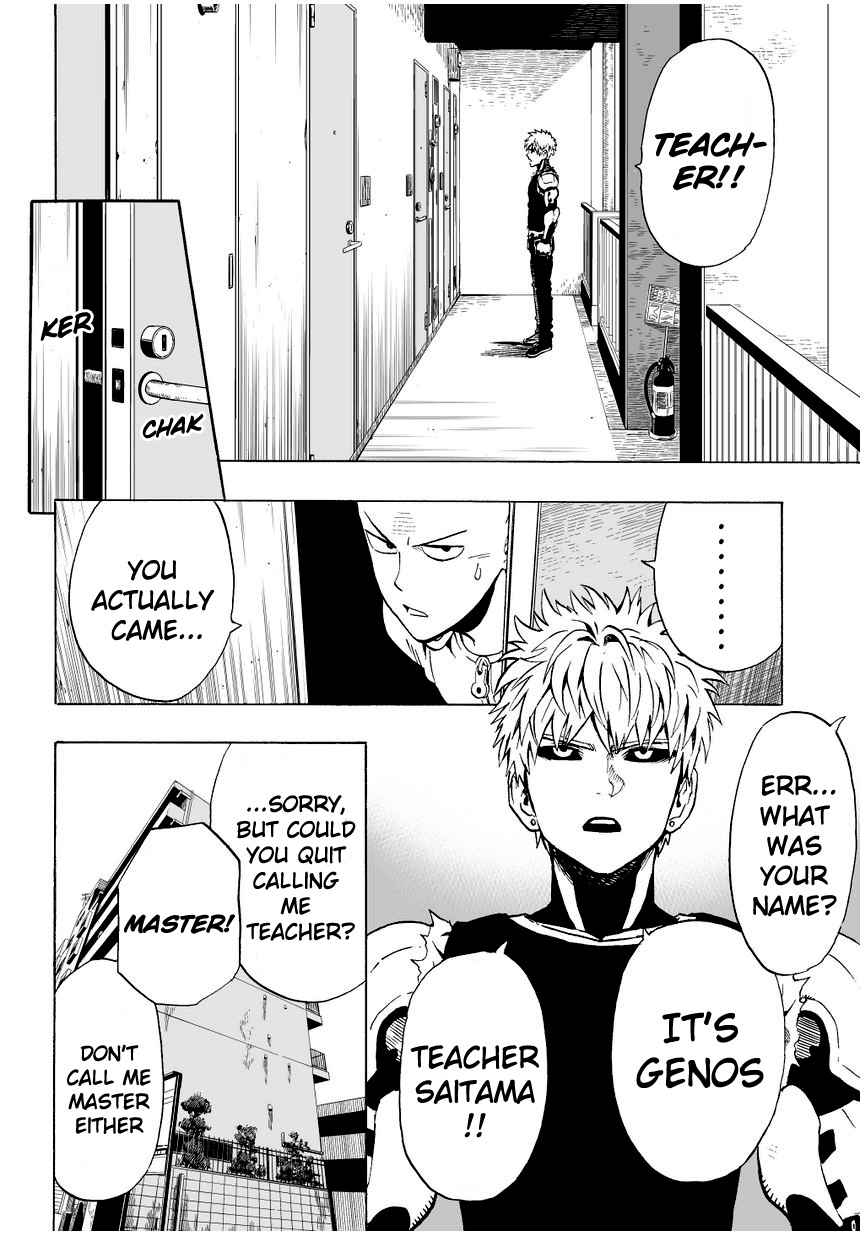 TEACH-
ER!!
KER
CHAK
. . . . . . . .
YOU
ACTUALLY
CAME...
ERR...
WHAT
WAS
YOUR
NAME?
IT'S
GENOS
TEACHER
SAITAMA
!!
...SORRY,
BUT COULD
YOU QUIT
CALLING
ME
TEACHER?
MASTER!
DON'T
CALL ME
MASTER
EITHER